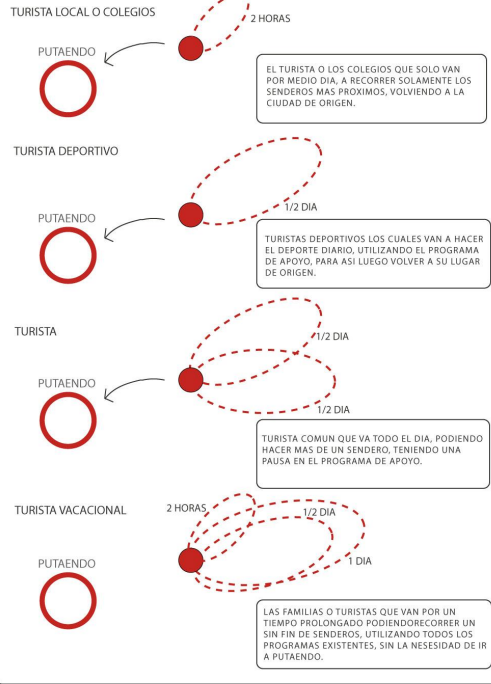 TURISTA LOCAL O COLEGIOS
2 HORAS
PUTAENDO
EL TURISTA O LOS COLEGIOS QUE SOLO VAN
POR MEDIO DIA, A RECORRER SOLAMENTE LOS
SENDEROS MAS PROXIMOS, VOLVIENDO A LA
CIUDAD DE ORIGEN.
TURISTA DEPORTIVO
1/2 DIA
PUTAENDO
TURISTAS DEPORTIVOS LOS CUALES VAN A HACER
EL DEPORTE DIARIO, UTILIZANDO EL PROGRAMA
DE APOYO, PARA ASI LUEGO VOLVER A SU LUGAR
DE ORIGEN.
TURISTA
1/2 DIA
PUTAENDO
1/2 DIA
TURISTA COMUN QUE VA TODO EL DIA, PODIENDO
HACER MAS DE UN SENDERO, TENIENDO UNA
PAUSA EN EL PROGRAMA DE APOYO.
TURISTA VACACIONAL
2 HORAS
1/2 DIA
1 DIA
PUTAENDO
LAS FAMILIAS O TURISTAS QUE VAN POR UN
TIEMPO PROLONGADO PODIENDORECORRER UN
SIN FIN DE SENDEROS, UTILIZANDO TODOS LOS
PROGRAMAS EXISTENTES, SIN LA NESESIDAD DE IR
A PUTAENDO.